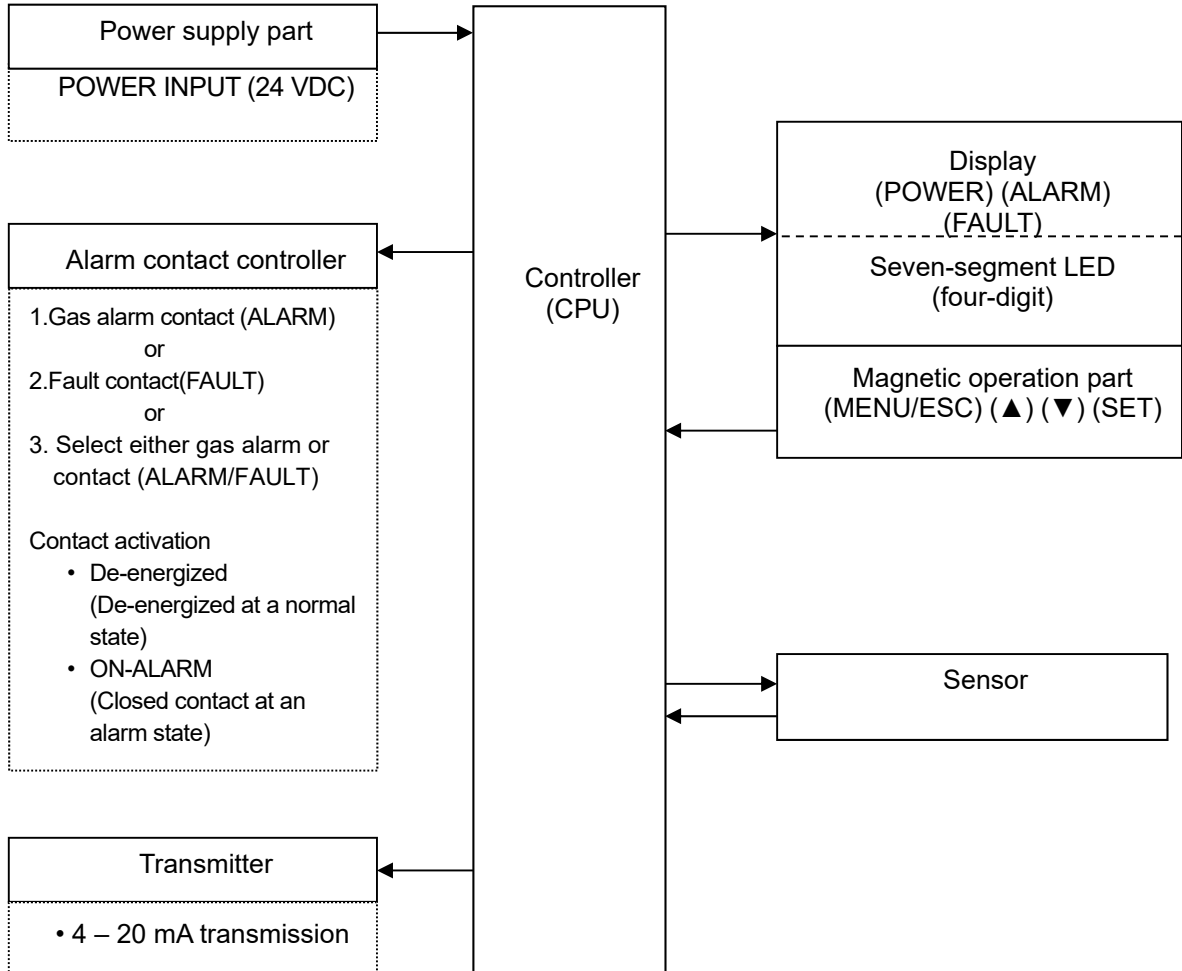 Power supply part
POWER INPUT (24 VDC)
Alarm contact controller
1.Gas alarm contact (ALARM)
or
2.Fault contact(FAULT)
or
3. Select either gas alarm or
contact (ALARM/FAULT)
Contact activation
• De-energized
(De-energized at a normal
state)
• ON-ALARM
(Closed contact at an
alarm state)
Transmitter
• 4 – 20 mA transmission
Controller
(CPU)
Display
(POWER) (ALARM)
(FAULT)
Seven-segment LED
(four-digit)
Magnetic operation part
(MENU/ESC) (▲) (▼) (SET)
Sensor